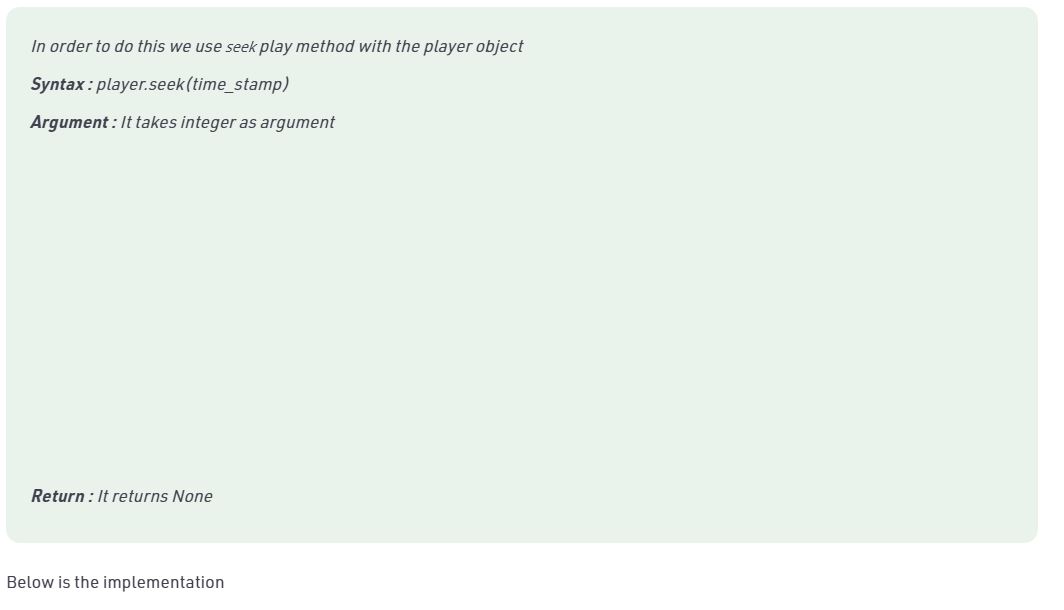 In order to do this we use seek play method with the player object
Syntax : player.seek(time_stamp)
Argument : It takes integer as argument
Return : It returns None
Below is the implementation